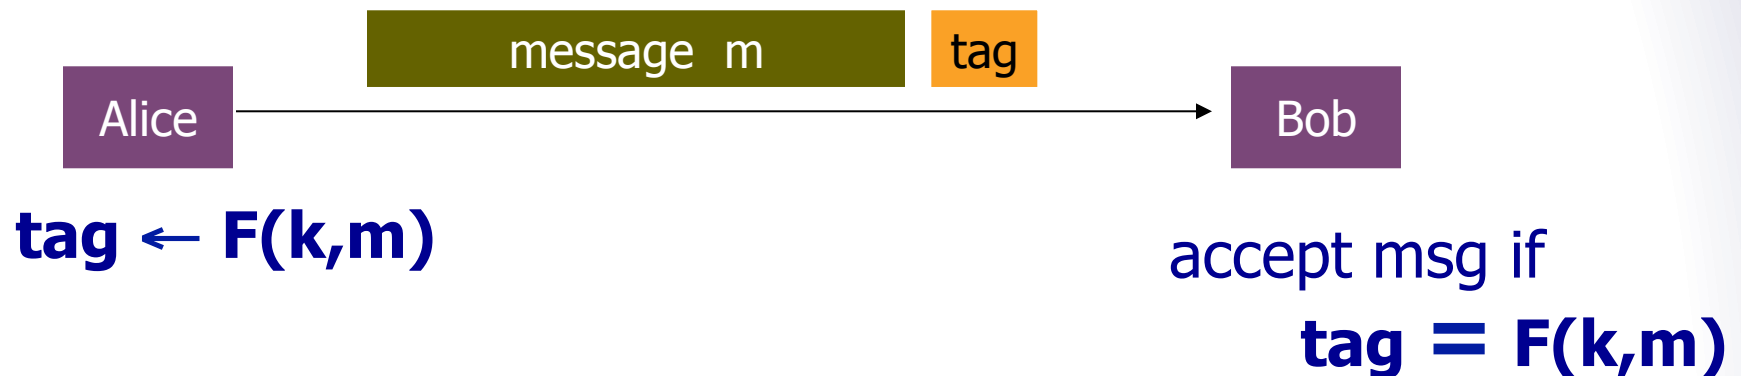 message m
tag
Alice
Bob
tag ← F(k,m)
accept msg if
tag = F(k,m)